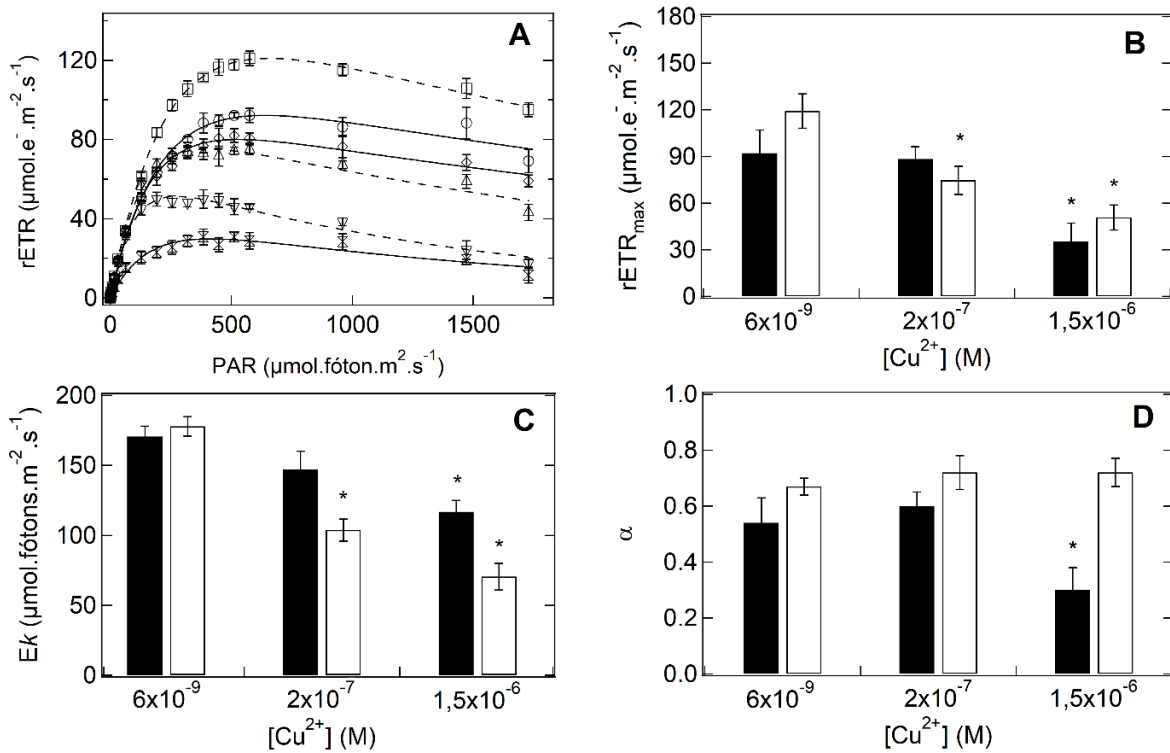 A
rETR (µmol.e⁻.m⁻².s⁻¹)
120
80
40
0
0 500 1000 1500
PAR (µmol.fóton.m².s⁻¹)
B
rETRmax (µmol.e⁻.m⁻².s⁻¹)
180
150
120
90
60
30
0
* * *
6x10⁻⁹ 2x10⁻⁷ 1,5x10⁻⁶
[Cu²⁺] (M)
C
Ek (µmol.fótons.m⁻².s⁻¹)
200
150
100
50
0
* * *
6x10⁻⁹ 2x10⁻⁷ 1,5x10⁻⁶
[Cu²⁺] (M)
D
α
1.0
0.8
0.6
0.4
0.2
0.0
*
6x10⁻⁹ 2x10⁻⁷ 1,5x10⁻⁶
[Cu²⁺] (M)